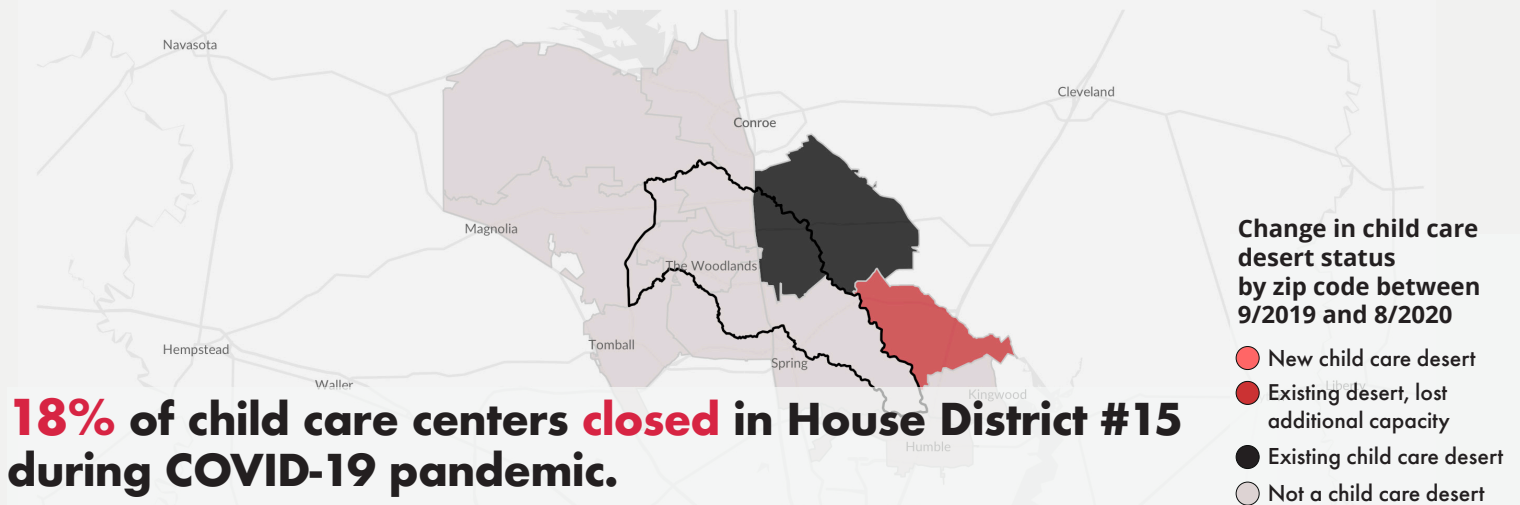 Navasota
Cleveland
Conroe
Magnolia
The Woodlands
Tomball
Hempstead
Spring
Waller
Liberty
Kingwood
Humble
Change in child care
desert status
by zip code between
9/2019 and 8/2020
New child care desert
Existing desert, lost
additional capacity
Existing child care desert
Not a child care desert
18% of child care centers closed in House District #15
during COVID-19 pandemic.